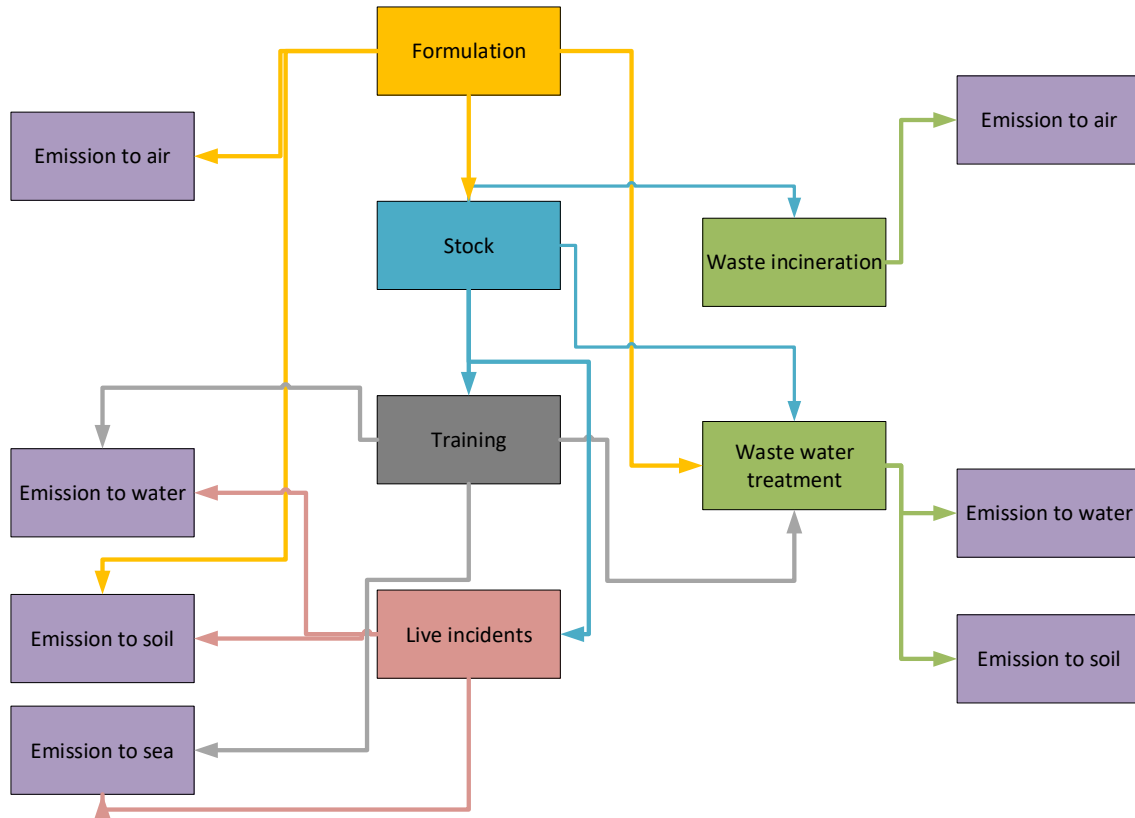 Formulation
Emission to air
Emission to air
Stock
Waste incineration
Training
Waste water
treatment
Emission to water
Emission to water
Emission to soil
Live incidents
Emission to soil
Emission to sea